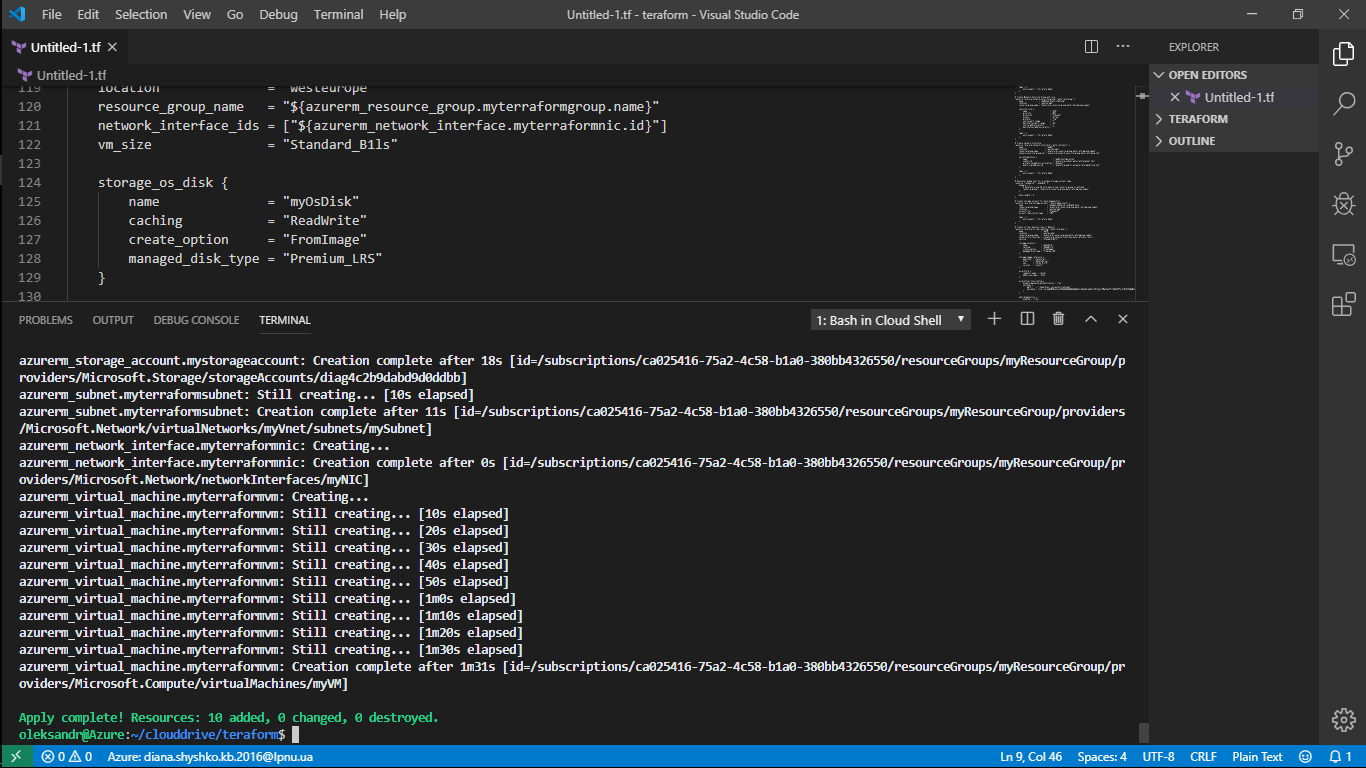 File Edit Selection View Go Debug Terminal Help Untitled-1.tf - teraform - Visual Studio Code
Untitled-1.tf
Untitled-1.tf
119 location = "westeurope"
120 resource_group_name = "${azurerm_resource_group.myterraformgroup.name}"
121 network_interface_ids = ["${azurerm_network_interface.myterraformnic.id}"]
122 vm_size = "Standard_B1ls"
123
124 storage_os_disk {
125 name = "myOsDisk"
126 caching = "ReadWrite"
127 create_option = "FromImage"
128 managed_disk_type = "Premium_LRS"
129 }
130
EXPLORER
OPEN EDITORS
Untitled-1.tf
TERAFORM
OUTLINE
PROBLEMS OUTPUT DEBUG CONSOLE TERMINAL 1: Bash in Cloud Shell
azurerm_storage_account.mystorageaccount: Creation complete after 18s [id=/subscriptions/ca025416-75a2-4c58-b1a0-380bb4326550/resourceGroups/myResourceGroup/p
roviders/Microsoft.Storage/storageAccounts/diag4c2b9dabd9d0ddbb]
azurerm_subnet.myterraformsubnet: Still creating... [10s elapsed]
azurerm_subnet.myterraformsubnet: Creation complete after 11s [id=/subscriptions/ca025416-75a2-4c58-b1a0-380bb4326550/resourceGroups/myResourceGroup/providers
/Microsoft.Network/virtualNetworks/myVnet/subnets/mySubnet]
azurerm_network_interface.myterraformnic: Creating...
azurerm_network_interface.myterraformnic: Creation complete after 0s [id=/subscriptions/ca025416-75a2-4c58-b1a0-380bb4326550/resourceGroups/myResourceGroup/pr
oviders/Microsoft.Network/networkInterfaces/myNIC]
azurerm_virtual_machine.myterraformvm: Creating...
azurerm_virtual_machine.myterraformvm: Still creating... [10s elapsed]
azurerm_virtual_machine.myterraformvm: Still creating... [20s elapsed]
azurerm_virtual_machine.myterraformvm: Still creating... [30s elapsed]
azurerm_virtual_machine.myterraformvm: Still creating... [40s elapsed]
azurerm_virtual_machine.myterraformvm: Still creating... [50s elapsed]
azurerm_virtual_machine.myterraformvm: Still creating... [1m0s elapsed]
azurerm_virtual_machine.myterraformvm: Still creating... [1m10s elapsed]
azurerm_virtual_machine.myterraformvm: Still creating... [1m20s elapsed]
azurerm_virtual_machine.myterraformvm: Still creating... [1m30s elapsed]
azurerm_virtual_machine.myterraformvm: Creation complete after 1m31s [id=/subscriptions/ca025416-75a2-4c58-b1a0-380bb4326550/resourceGroups/myResourceGroup/pr
oviders/Microsoft.Compute/virtualMachines/myVM]
Apply complete! Resources: 10 added, 0 changed, 0 destroyed.
oleksandr@Azure:~/clouddrive/teraform$
0 0 Azure: diana.shyshko.kb.2016@lpnu.ua Ln 9, Col 46 Spaces: 4 UTF-8 CRLF Plain Text 1